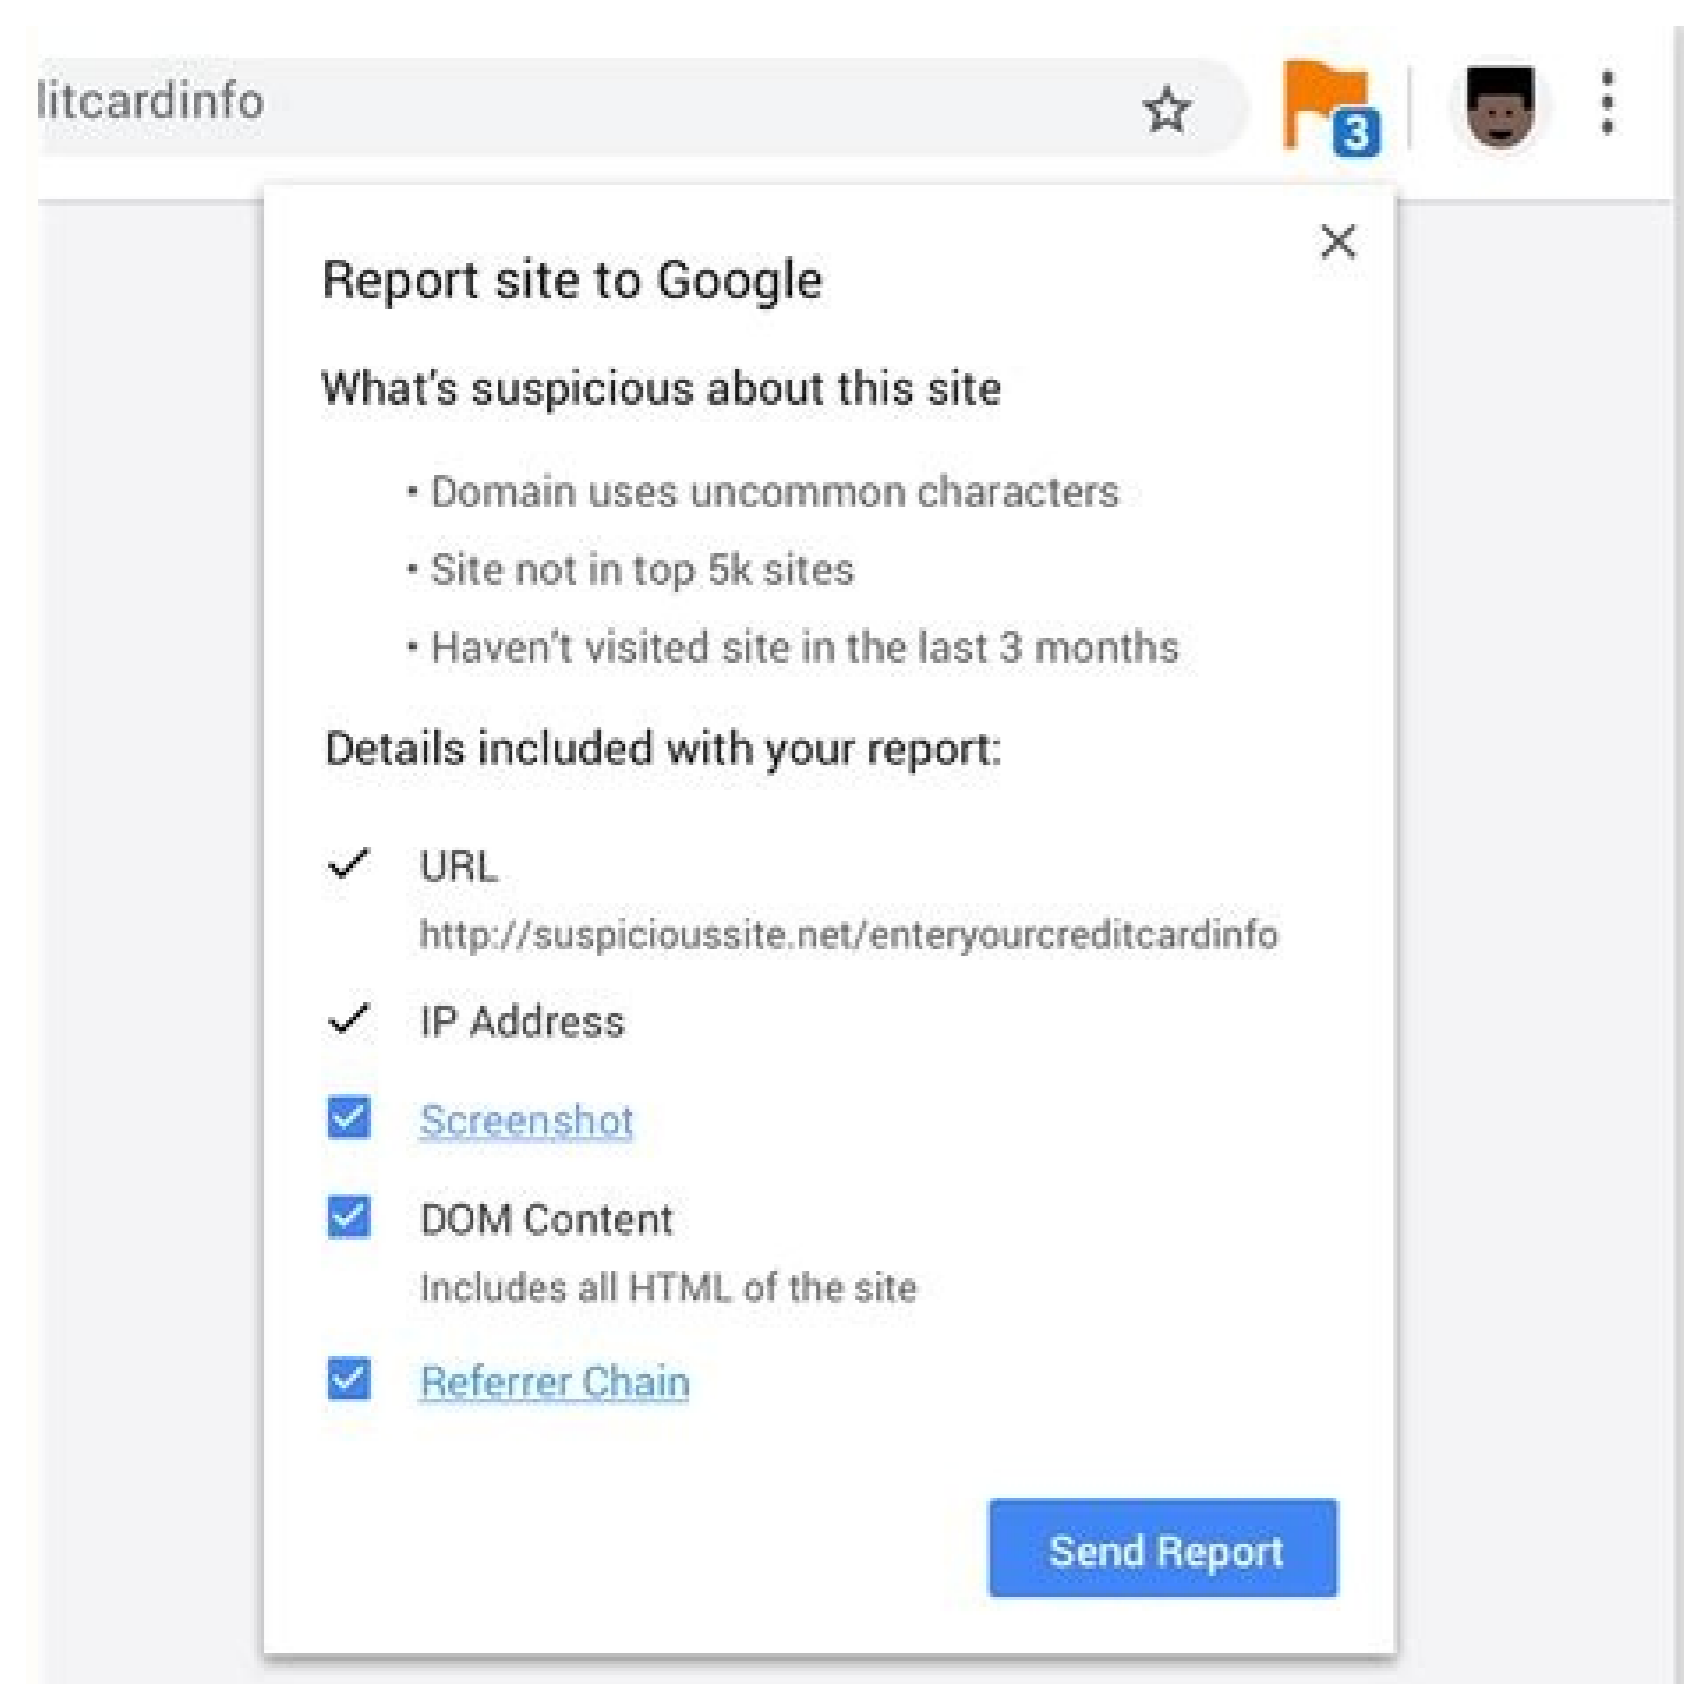 litcardinfo
3
Report site to Google
What's suspicious about this site
• Domain uses uncommon characters
• Site not in top 5k sites
• Haven't visited site in the last 3 months
Details included with your report:
URL
http://suspicioussite.net/enteryourcreditcardinfo
IP Address
Screenshot
DOM Content
Includes all HTML of the site
Referrer Chain
Send Report